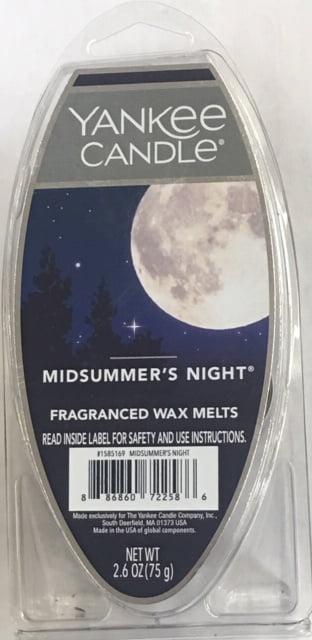 YANKEE
CANDLE®
MIDSUMMER'S NIGHT®
FRAGRANCED WAX MELTS
READ INSIDE LABEL FOR SAFETY AND USE INSTRUCTIONS.
#1585169 MIDSUMMER'S NIGHT
8 86860 72258 6
Made exclusively for The Yankee Candle Company, Inc.,
South Deerfield, MA 01373 USA
Made in the USA of global components.
NET WT
2.6 OZ (75 g)